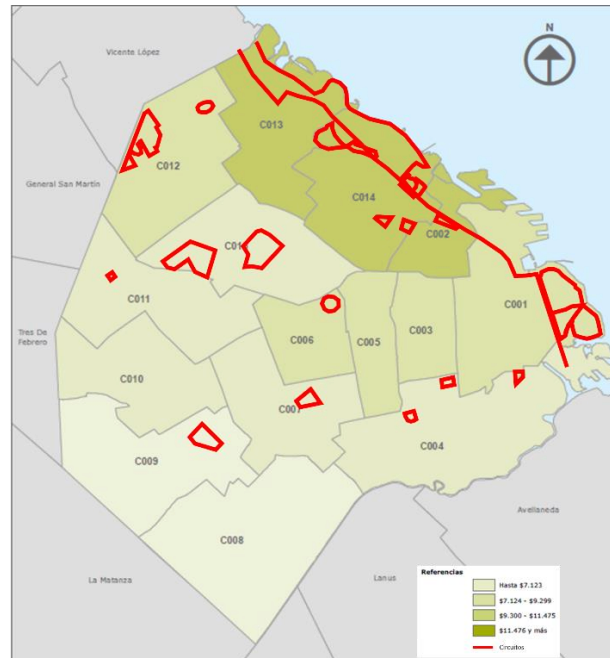 N
Vicente López
C013
C012
General San Martín
C014
C002
C01
C011
C001
Tres De
Febrero
C006
C005
C003
C010
C007
C004
C009
Avellaneda
C008
La Matanza
Lanus
Referencias
Hasta $7.123
$7.124 - $9.299
$9.300 - $11.475
$11.476 y más
Circuitos